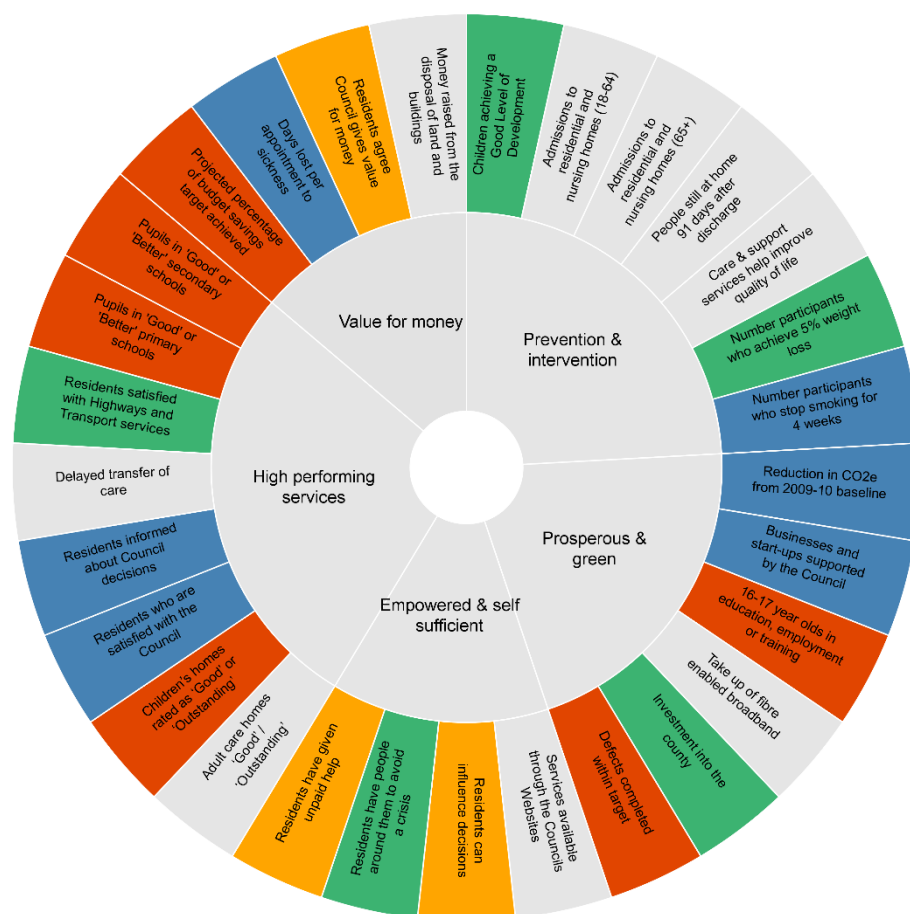 Value for money
Prevention &
intervention
Prosperous &
green
Empowered & self
sufficient
High performing
services
Children achieving a
Good Level of
Development
Admissions to
residential and
nursing homes (18-64)
Admissions to
residential and
nursing homes (65+)
People still at home
91 days after
discharge
Care & support
services help improve
quality of life
Number participants
who achieve 5% weight
loss
Number participants
who stop smoking for
4 weeks
Reduction in CO2e
from 2009-10 baseline
Businesses and
start-ups supported
by the Council
16-17 year olds in
education, employment
or training
Take up of fibre
enabled broadband
Investment into the
county
Defects completed
within target
Services available
through the Councils
Websites
Residents can
influence decisions
Residents have people
around them to avoid
a crisis
Residents have given
unpaid help
Adult care homes
'Good' /
'Outstanding'
Children's homes
rated as 'Good' or
'Outstanding'
Residents who are
satisfied with the
Council
Residents informed
about Council
decisions
Delayed transfer of
care
Residents satisfied
with Highways and
Transport services
Pupils in 'Good' or
'Better' primary
schools
Pupils in 'Good' or
'Better' secondary
schools
Projected percentage
of budget savings
target achieved
Days lost per
appointment to
sickness
Residents agree
Council gives value
for money
Money raised from the
disposal of land and
buildings